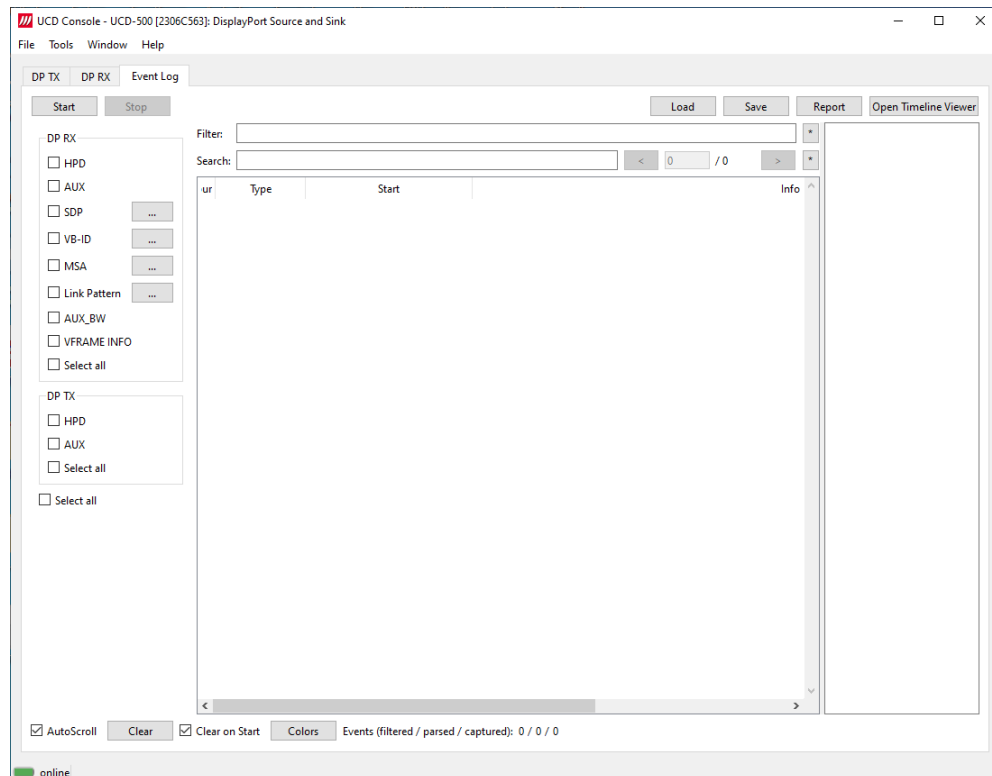 UCD Console - UCD-500 [2306C563]: DisplayPort Source and Sink
File Tools Window Help
DP TX DP RX Event Log
Start Stop Load Save Report Open Timeline Viewer
DP RX
HPD
AUX
SDP ...
VB-ID ...
MSA ...
Link Pattern ...
AUX_BW
VFRAME INFO
Select all
DP TX
HPD
AUX
Select all
Select all
Filter: *
Search: < 0 / 0 > *
ur Type Start Info
AutoScroll Clear Clear on Start Colors Events (filtered / parsed / captured): 0 / 0 / 0
online